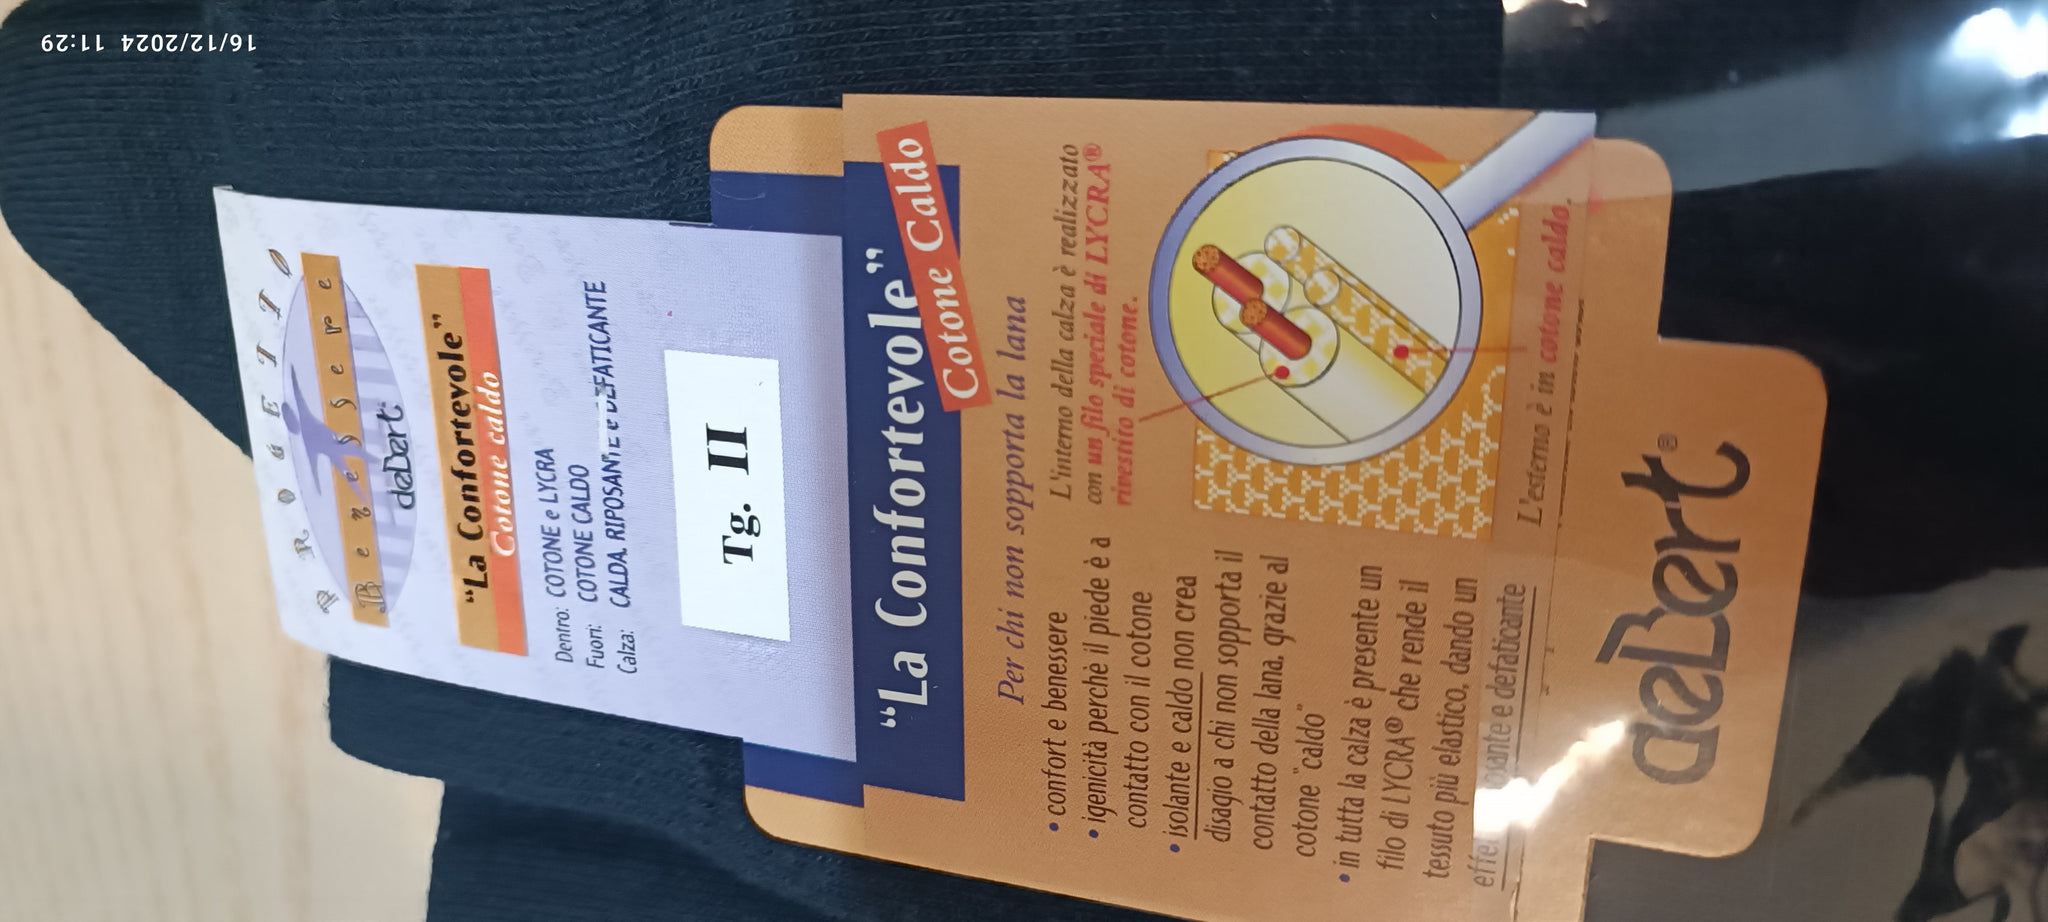 16/12/2024 11:29
PROGETTO
Benessere
deBert
“La Confortevole”
Cotone caldo
Dentro: COTONE e LYCRA
Fuori: COTONE CALDO
Calza: CALDA, RIPOSANTE e DEFATICANTE
Tg. II
“La Confortevole”
Cotone Caldo
Per chi non sopporta la lana
• confort e benessere
• igenicità perchè il piede è a
contatto con il cotone
• isolante e caldo non crea
disagio a chi non sopporta il
contatto della lana, grazie al
cotone "caldo"
• in tutta la calza è presente un
filo di LYCRA® che rende il
tessuto più elastico, dando un
e defaticante
L'interno della calza è realizzato
con un filo speciale di LYCRA®
rivestito di cotone.
L'esterno è in cotone caldo.
deBert®